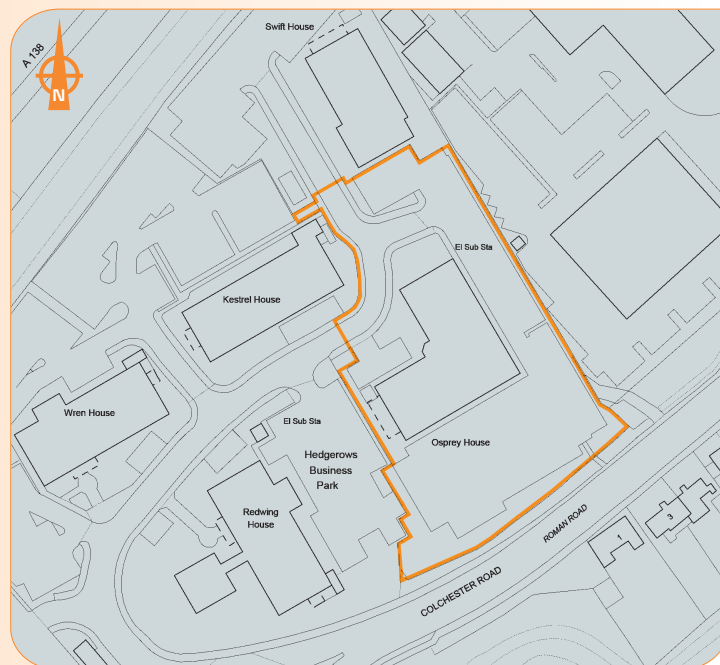 Swift House
A 138
N
El Sub Sta
Kestrel House
Wren House
El Sub Sta
Osprey House
Hedgerows
Business
Park
Redwing
House
ROMAN ROAD
3
1
COLCHESTER ROAD